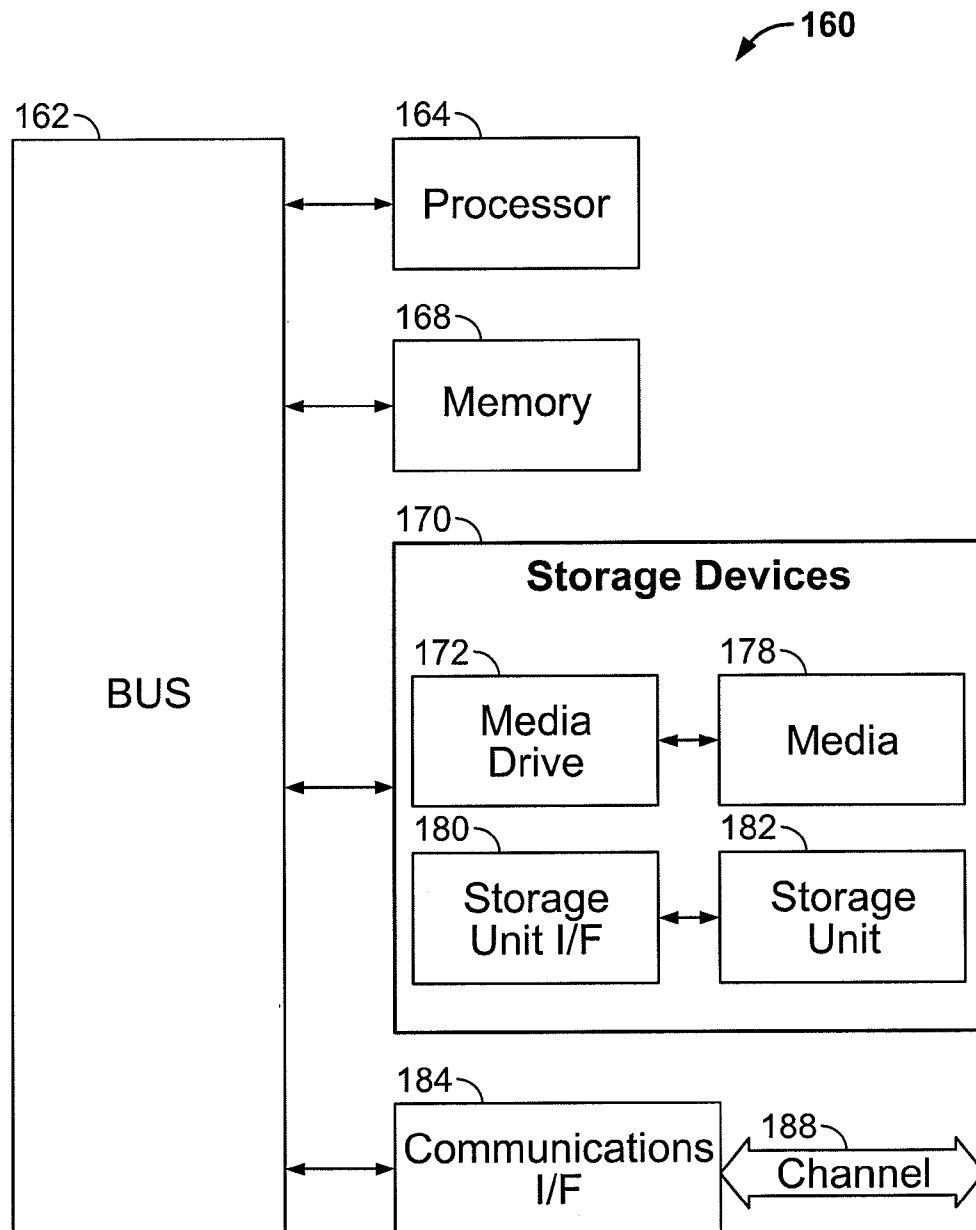 160
162
164
Processor
168
Memory
170
Storage Devices
172
178
Media
Drive
Media
BUS
180
182
Storage
Unit I/F
Storage
Unit
184
188
Communications
I/F
Channel